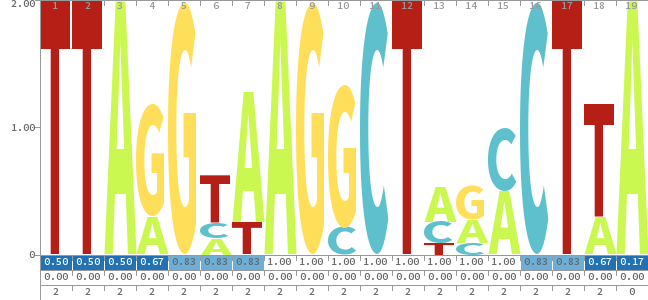 2.00 1 2 3 4 5 6 7 8 9 10 11 12 13 14 15 16 17 18 19
1.00
0
T T A G G T A A G G C T A G C C T T A
A C T C C A A A
A T C
0.50 0.50 0.50 0.67 0.83 0.83 0.83 1.00 1.00 1.00 1.00 1.00 1.00 1.00 1.00 0.83 0.83 0.67 0.17
0.00 0.00 0.00 0.00 0.00 0.00 0.00 0.00 0.00 0.00 0.00 0.00 0.00 0.00 0.00 0.00 0.00 0.00 0.00
2 2 2 2 2 2 2 2 2 2 2 2 2 2 2 2 2 2 0